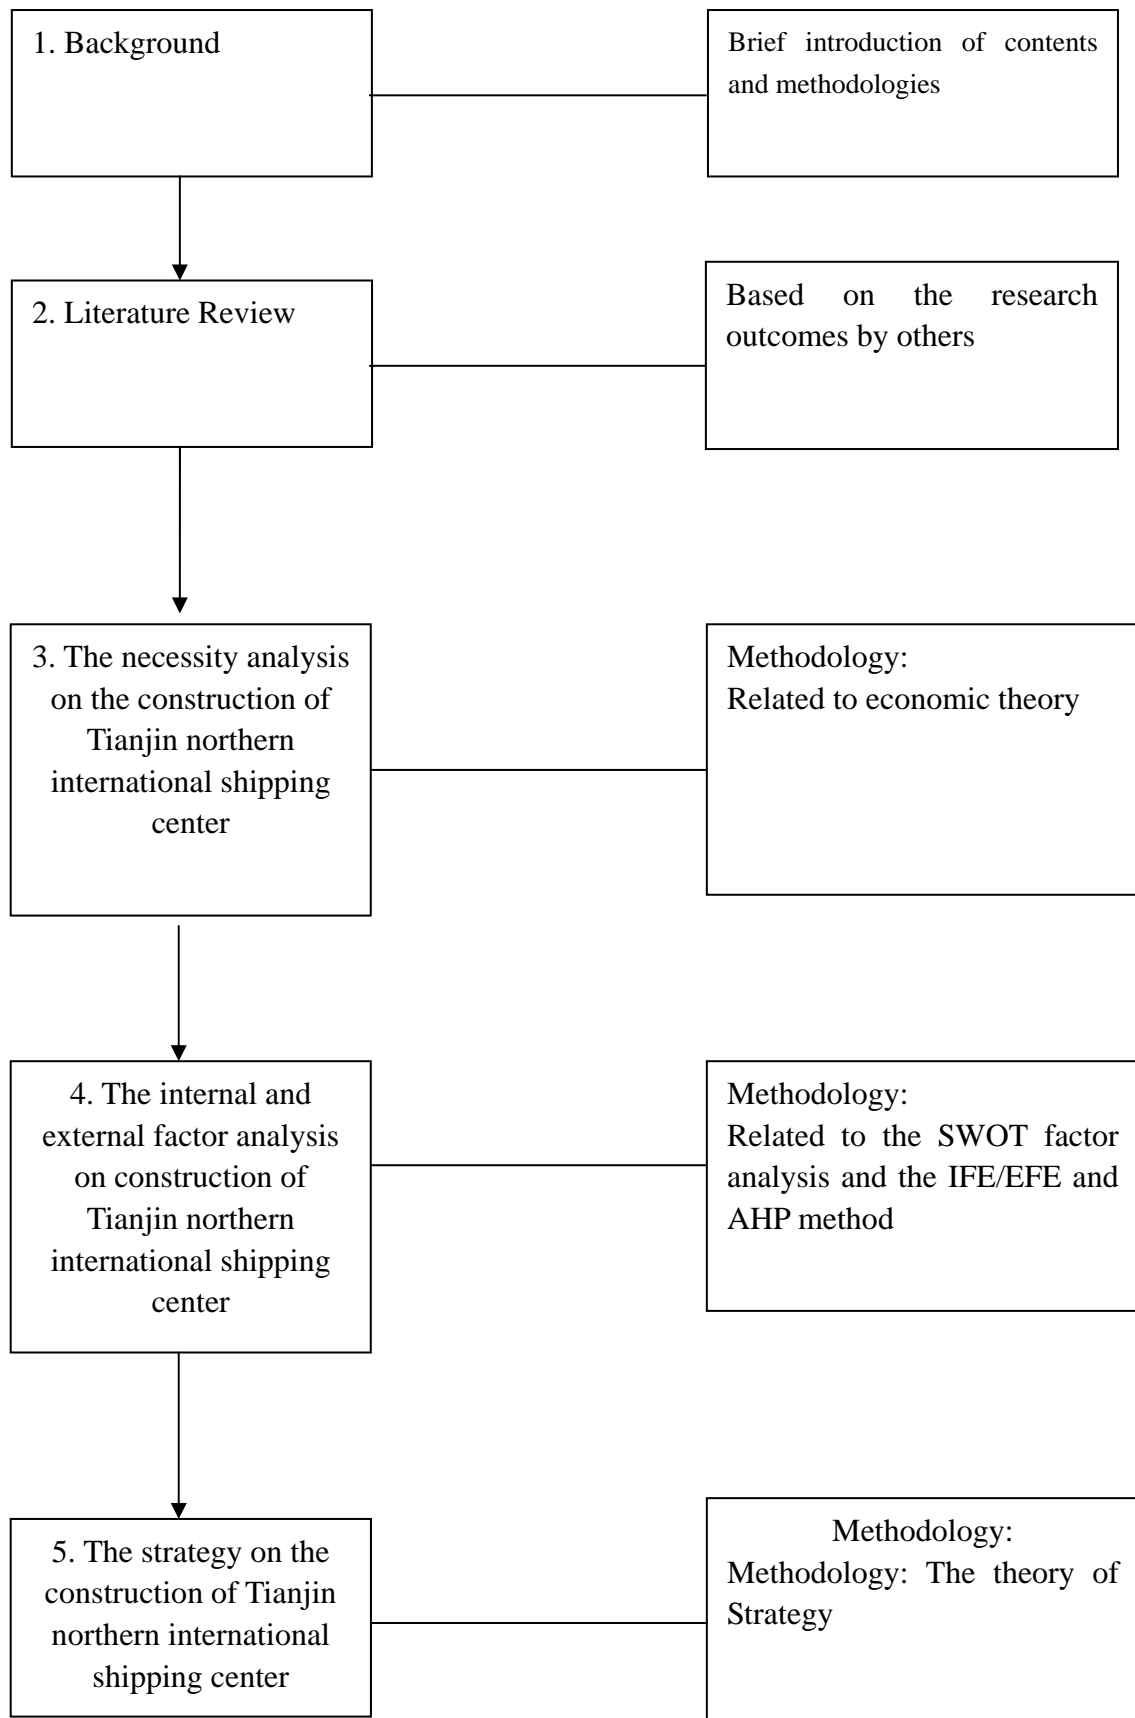 1. Background
Brief introduction of contents
and methodologies
2. Literature Review
Based on the research
outcomes by others
3. The necessity analysis
on the construction of
Tianjin northern
international shipping
center
Methodology:
Related to economic theory
4. The internal and
external factor analysis
on construction of
Tianjin northern
international shipping
center
Methodology:
Related to the SWOT factor
analysis and the IFE/EFE and
AHP method
5. The strategy on the
construction of Tianjin
northern international
shipping center
Methodology:
Methodology: The theory of
Strategy